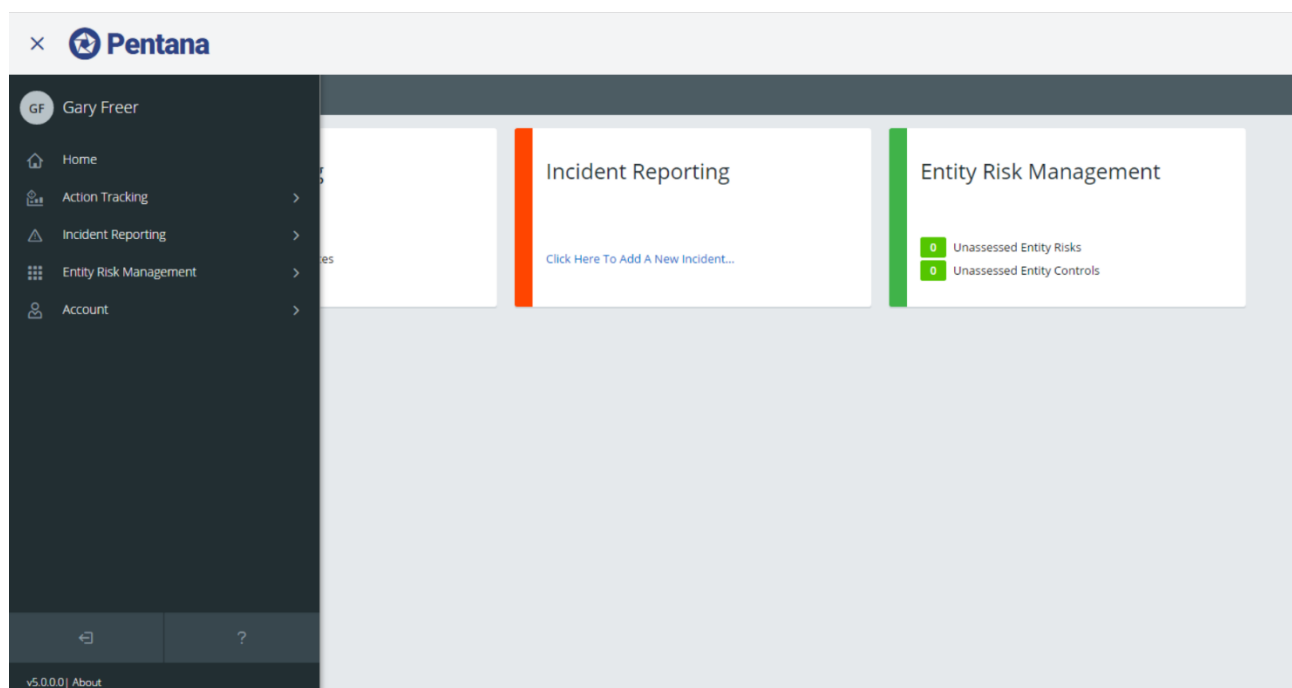 Pentana
GF Gary Freer
Home
Action Tracking
Incident Reporting
Entity Risk Management
Account
?
v5.0.0.0| About
Incident Reporting
Click Here To Add A New Incident...
Entity Risk Management
0 Unassessed Entity Risks
0 Unassessed Entity Controls